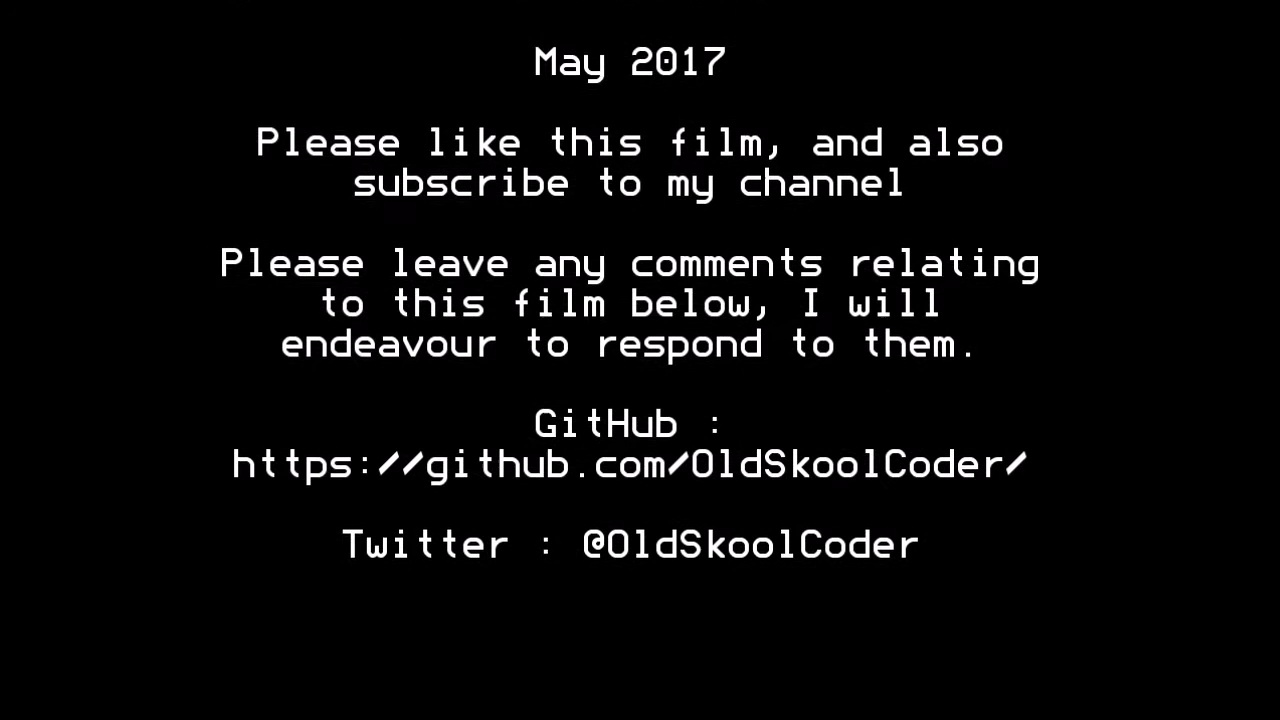 May 2017
Please like this film, and also
subscribe to my channel
Please leave any comments relating
to this film below, I will
endeavour to respond to them.
GitHub :
https://github.com/OldSkoolCoder/
Twitter : @OldSkoolCoder